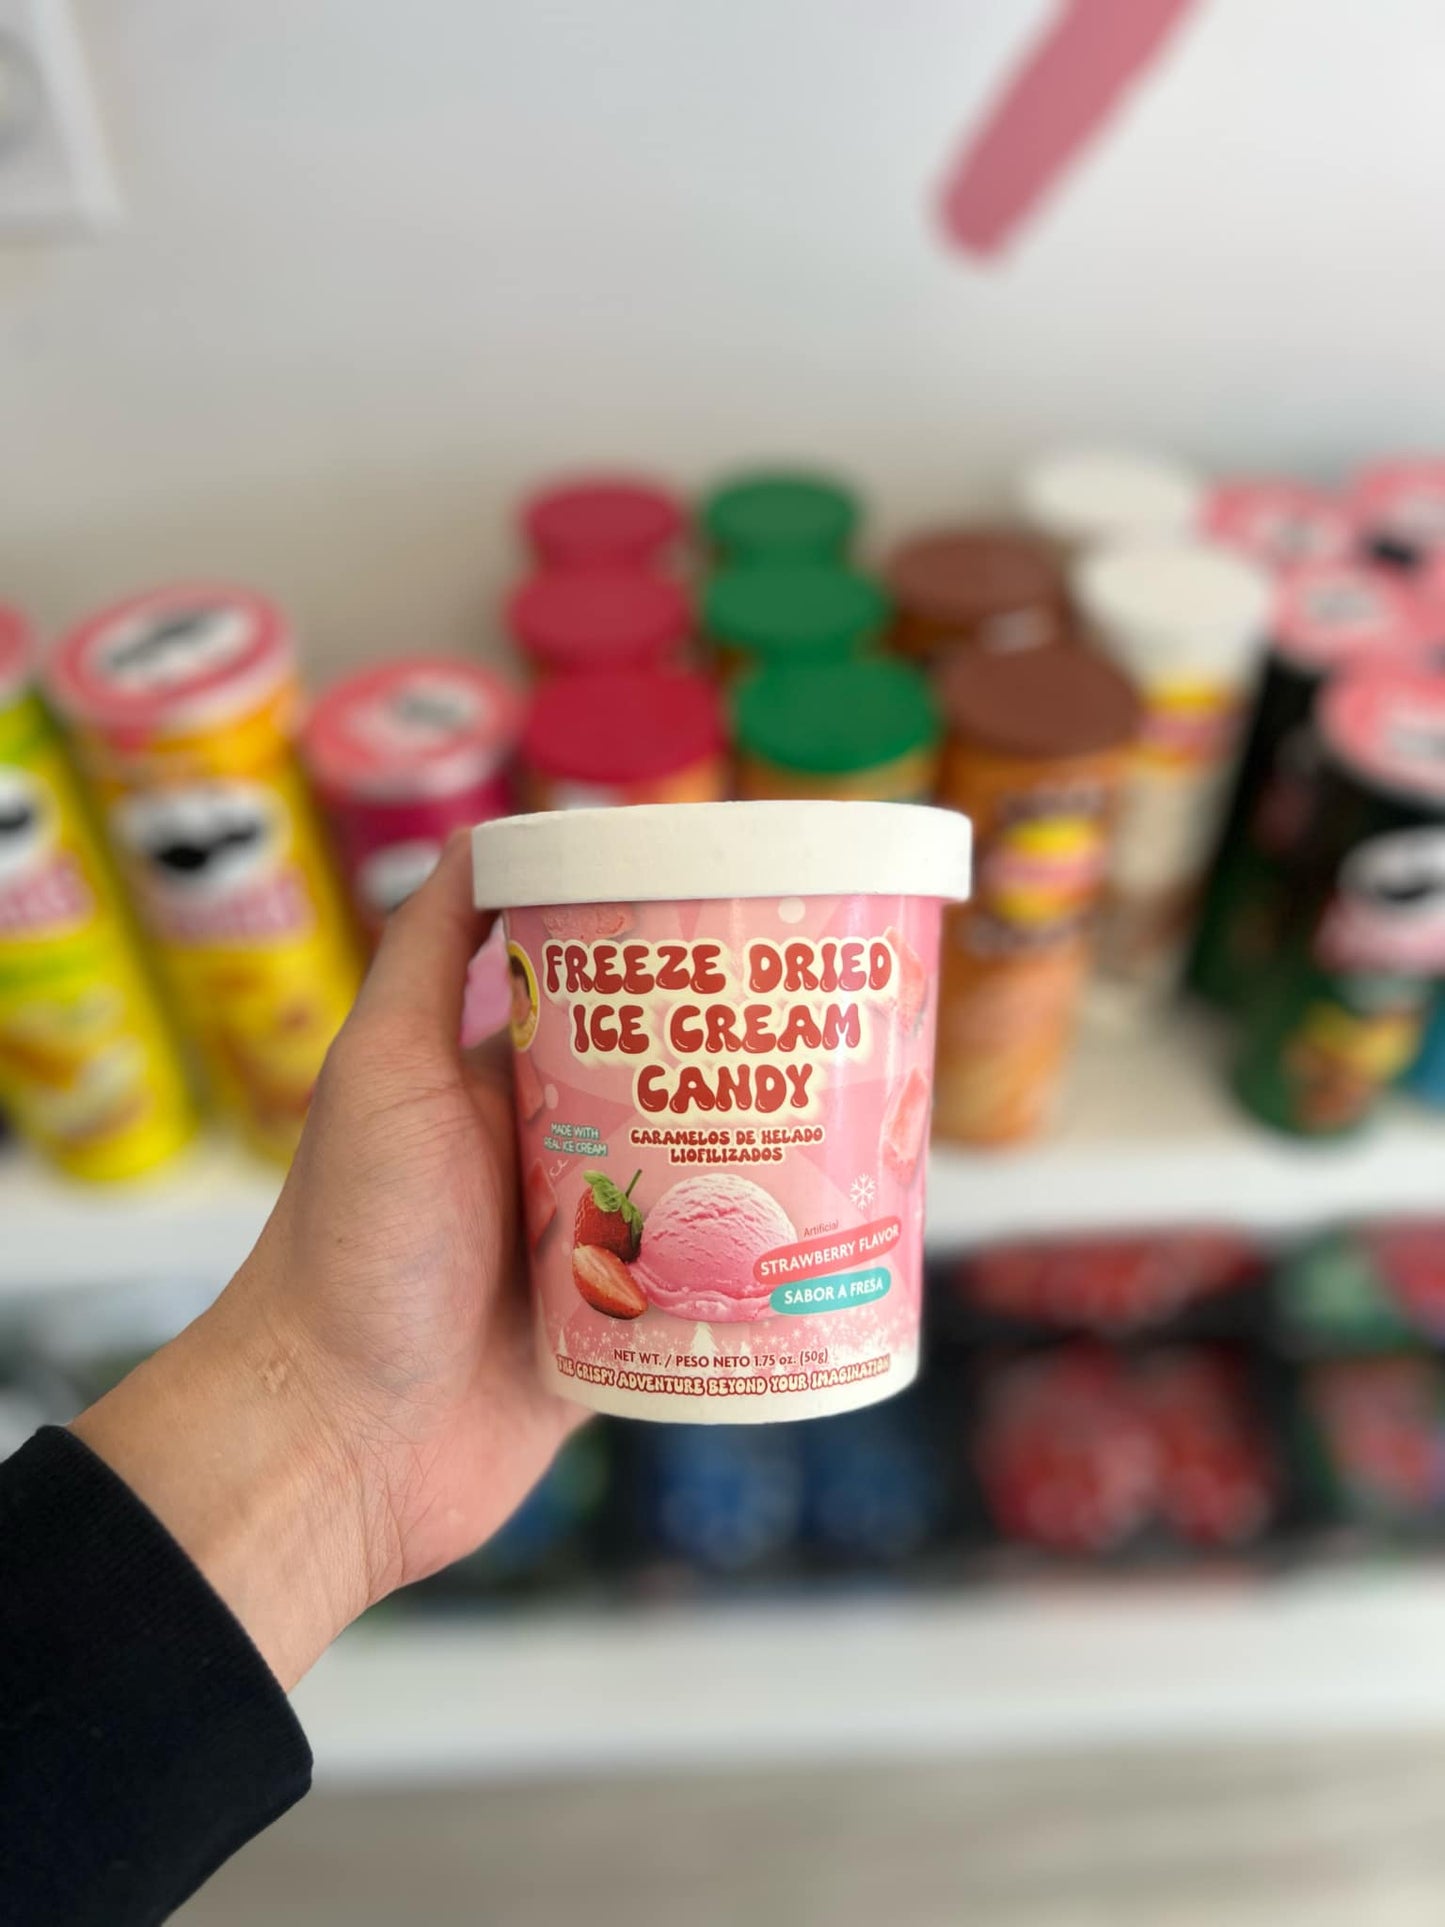 FREEZE DRIED
ICE CREAM
CANDY
CARAMELOS DE HELADO
LIOFILIZADOS
MADE WITH
REAL ICE CREAM
Artificial
STRAWBERRY FLAVOR
SABOR A FRESA
NET WT. / PESO NETO 1.75 oz. (50g)
THE CRISPY ADVENTURE BEYOND YOUR IMAGINATION